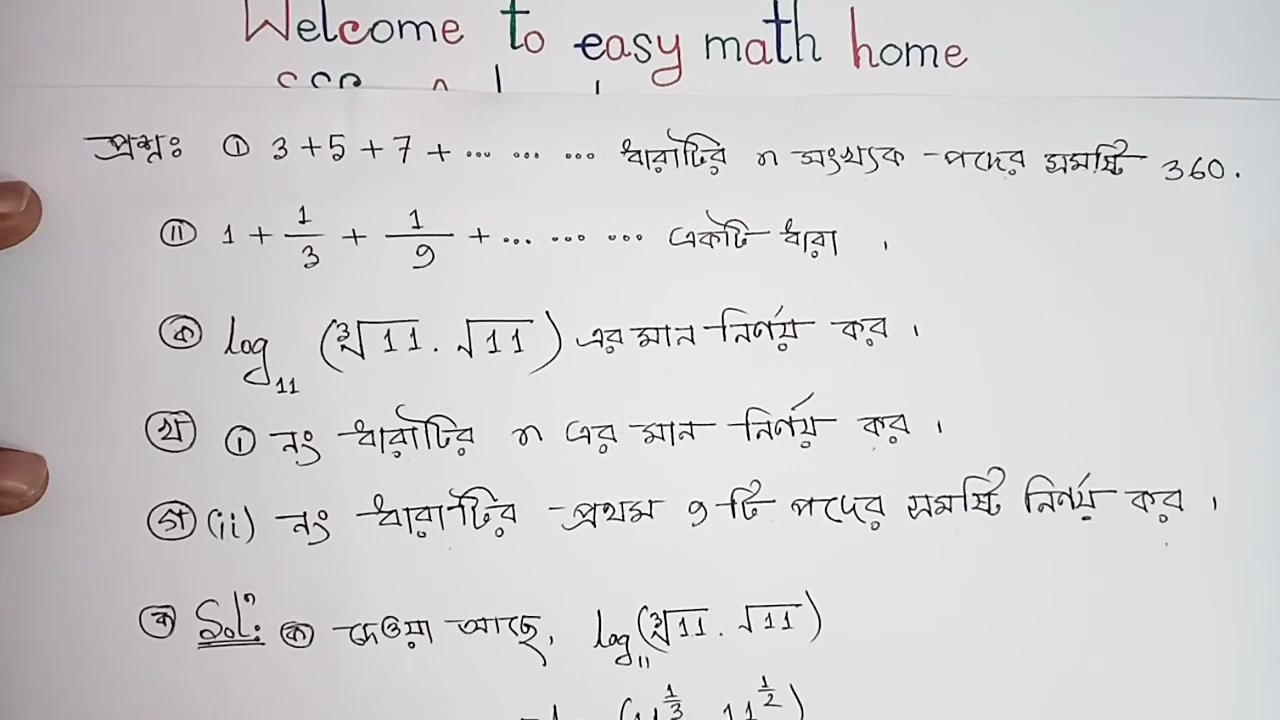 Welcome to easy math home
প্রশ্নঃ ① 3 + 5 + 7 + ... ... ... ধারাটির n সংখ্যক পদের সমষ্টি 360.
ⓘⓘ 1 + 1/3 + 1/9 + ... ... ... একটি ধারা ।
ⓚ log₁₁ (∛11 . √11) এর মান নির্ণয় কর ।
খ ① নং ধারাটির n এর মান নির্ণয় কর ।
গ (ii) নং ধারাটির প্রথম 9 টি পদের সমষ্টি নির্ণয় কর ।
ক Solⁿ: ক দেওয়া আছে, log₁₁ (∛11 . √11)